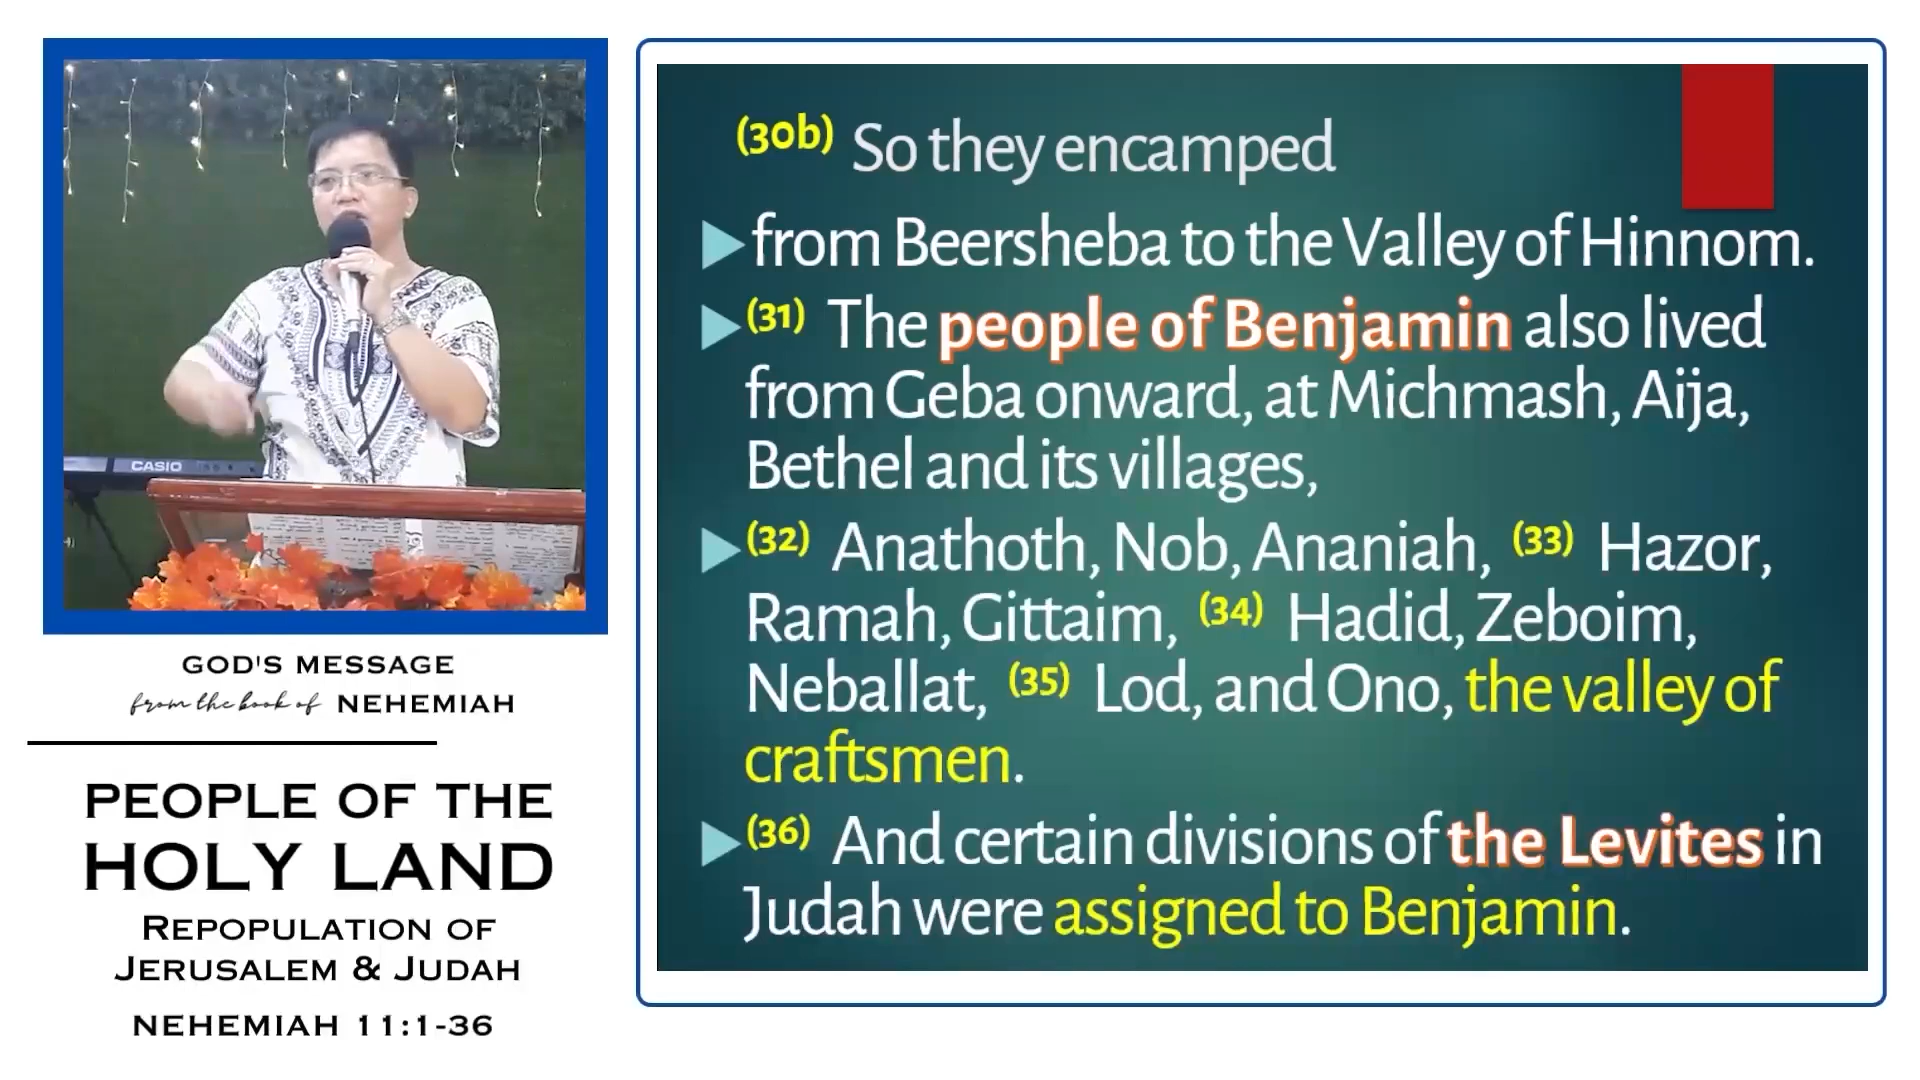 CASIO
GOD'S MESSAGE
from the book of NEHEMIAH
PEOPLE OF THE
HOLY LAND
REPOPULATION OF
JERUSALEM & JUDAH
NEHEMIAH 11:1-36
(30b) So they encamped
from Beersheba to the Valley of Hinnom.
(31) The people of Benjamin also lived
from Geba onward, at Michmash, Aija,
Bethel and its villages,
(32) Anathoth, Nob, Ananiah, (33) Hazor,
Ramah, Gittaim, (34) Hadid, Zeboim,
Neballat, (35) Lod, and Ono, the valley of
craftsmen.
(36) And certain divisions of the Levites in
Judah were assigned to Benjamin.